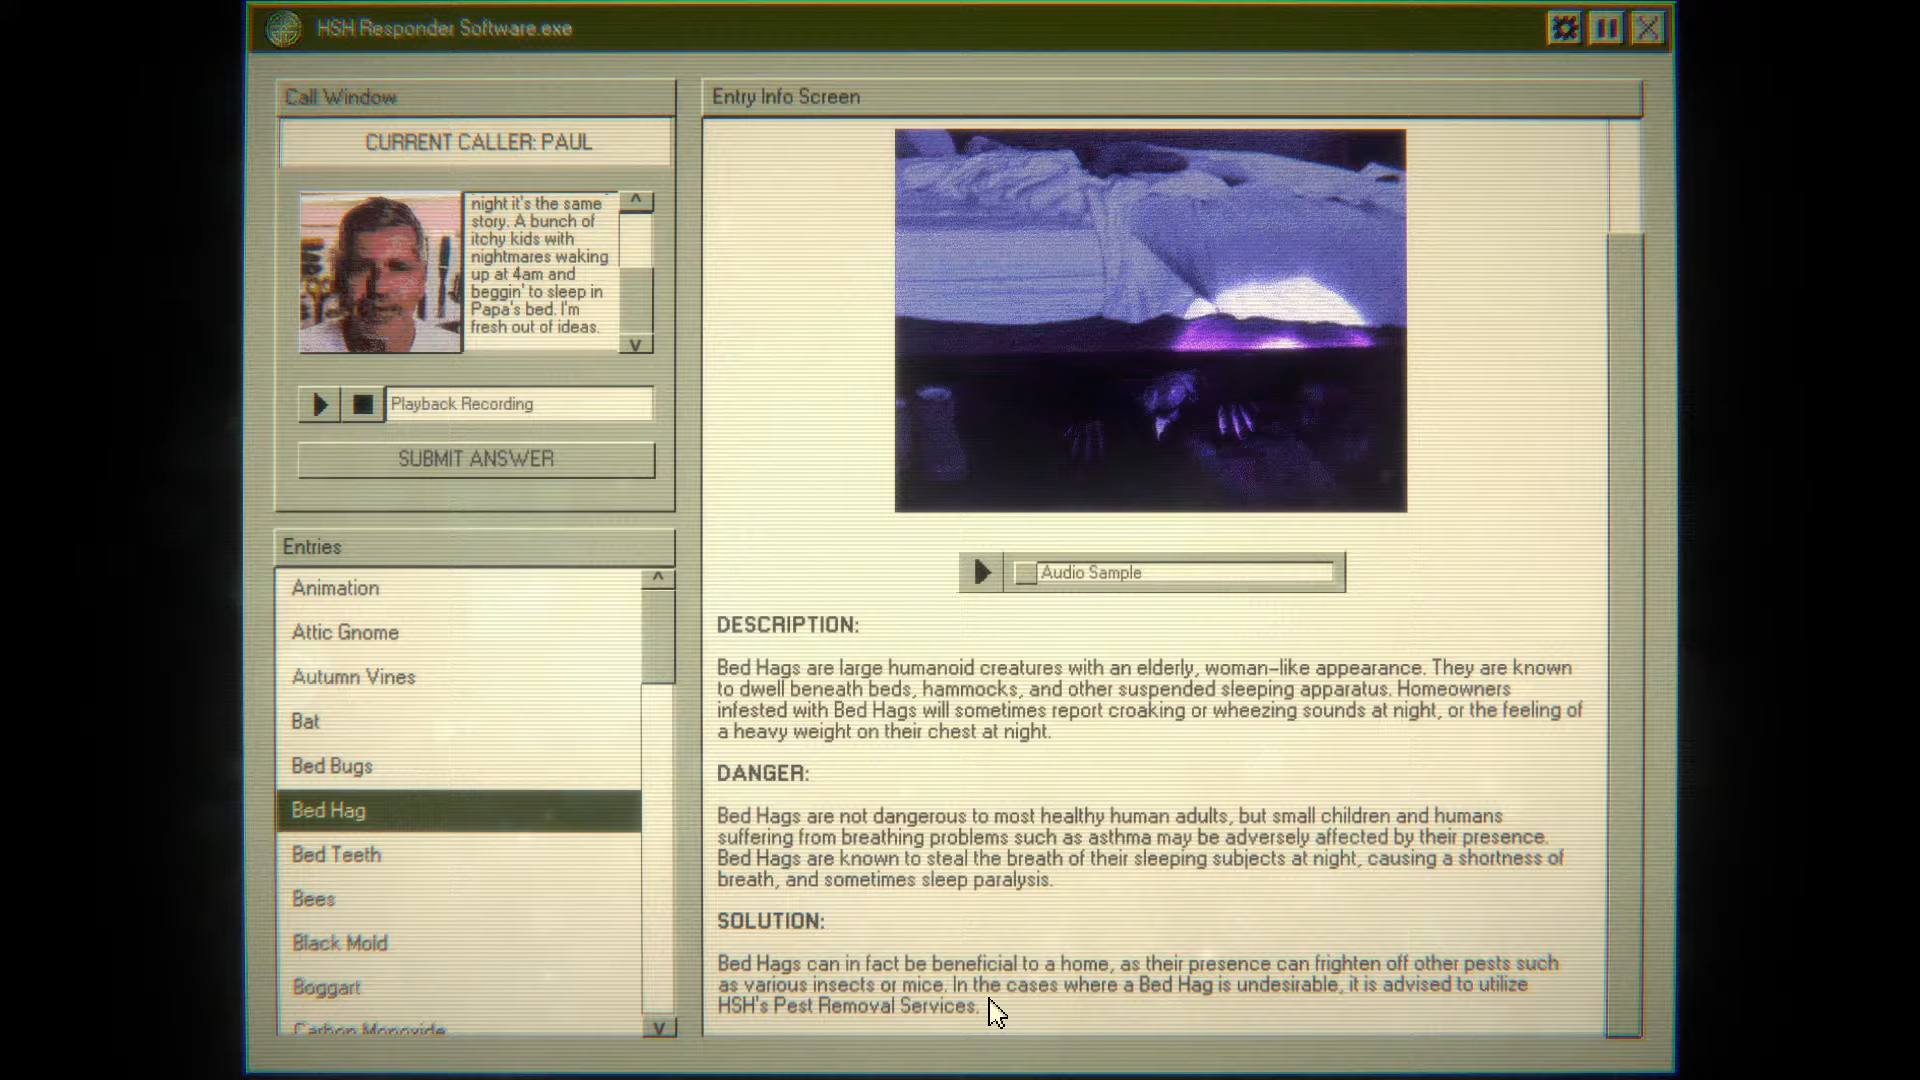 HSH Responder Software.exe
Call Window
CURRENT CALLER: PAUL
night it's the same
story. A bunch of
itchy kids with
nightmares waking
up at 4am and
beggin' to sleep in
Papa's bed. I'm
fresh out of ideas.
Playback Recording
SUBMIT ANSWER
Entries
Animation
Attic Gnome
Autumn Vines
Bat
Bed Bugs
Bed Hag
Bed Teeth
Bees
Black Mold
Boggart
Carbon Monoxide
Entry Info Screen
Audio Sample
DESCRIPTION:
Bed Hags are large humanoid creatures with an elderly, woman-like appearance. They are known
to dwell beneath beds, hammocks, and other suspended sleeping apparatus. Homeowners
infested with Bed Hags will sometimes report croaking or wheezing sounds at night, or the feeling of
a heavy weight on their chest at night.
DANGER:
Bed Hags are not dangerous to most healthy human adults, but small children and humans
suffering from breathing problems such as asthma may be adversely affected by their presence.
Bed Hags are known to steal the breath of their sleeping subjects at night, causing a shortness of
breath, and sometimes sleep paralysis.
SOLUTION:
Bed Hags can in fact be beneficial to a home, as their presence can frighten off other pests such
as various insects or mice. In the cases where a Bed Hag is undesirable, it is advised to utilize
HSH's Pest Removal Services.